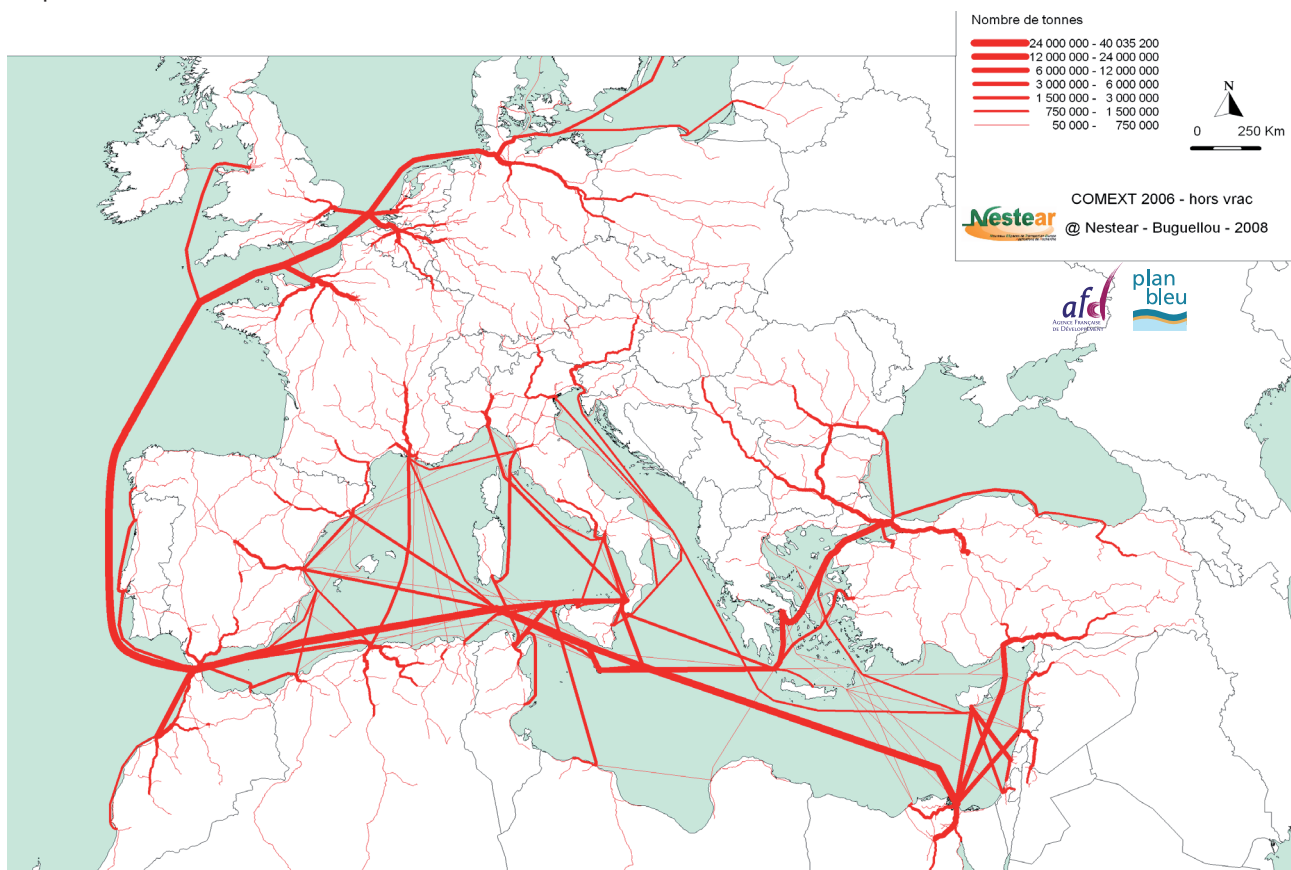 Nombre de tonnes
24 000 000 - 40 035 200
12 000 000 - 24 000 000
6 000 000 - 12 000 000
3 000 000 - 6 000 000
1 500 000 - 3 000 000
750 000 - 1 500 000
50 000 - 750 000
N
0 250 Km
COMEXT 2006 - hors vrac
Nestear
@ Nestear - Buguellou - 2008
plan
bleu
afd
AGENCE FRANÇAISE
DE DÉVELOPPEMENT